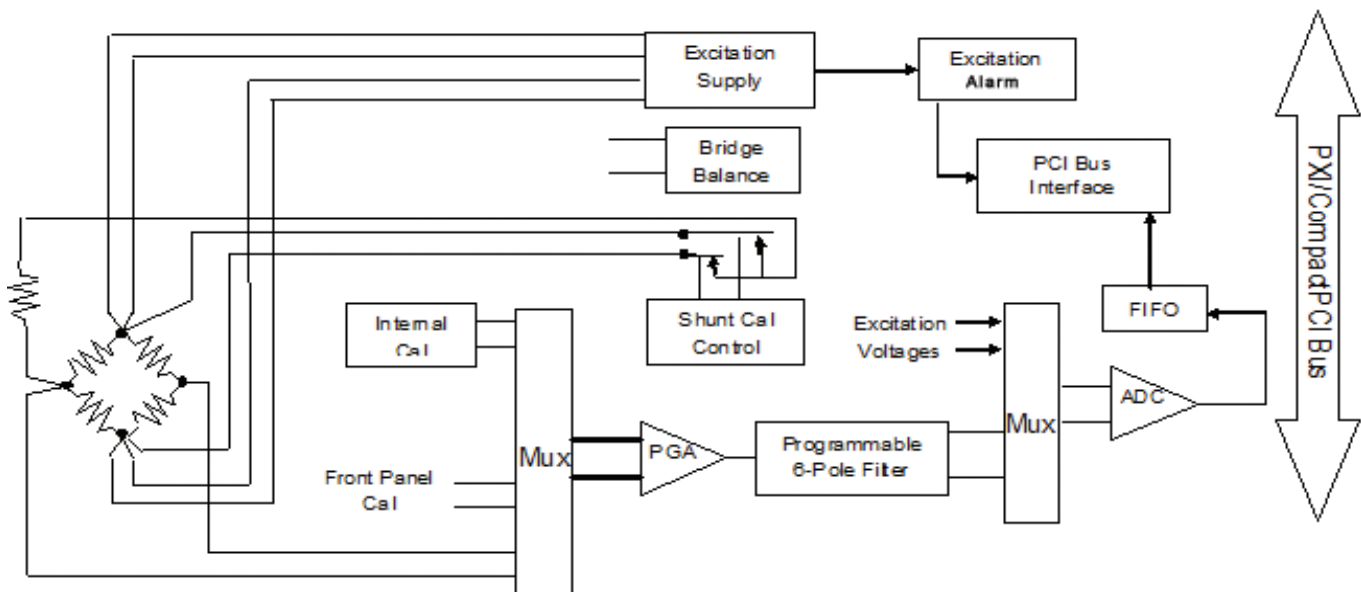 Excitation
Supply
Excitation
Alarm
Bridge
Balance
PCI Bus
Interface
PXI/CompactPCI Bus
Internal
Cal
Shunt Cal
Control
Excitation
Voltages
FIFO
ADC
Mux
Mux
PGA
Programmable
6-Pole Filter
Front Panel
Cal